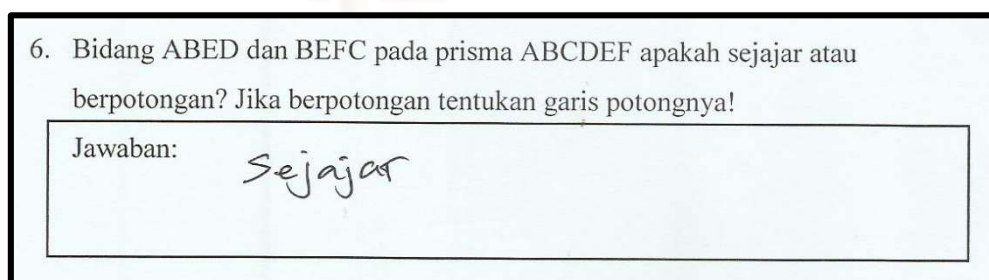 6. Bidang ABED dan BEFC pada prisma ABCDEF apakah sejajar atau
berpotongan? Jika berpotongan tentukan garis potongnya!
Jawaban:
Sejajar